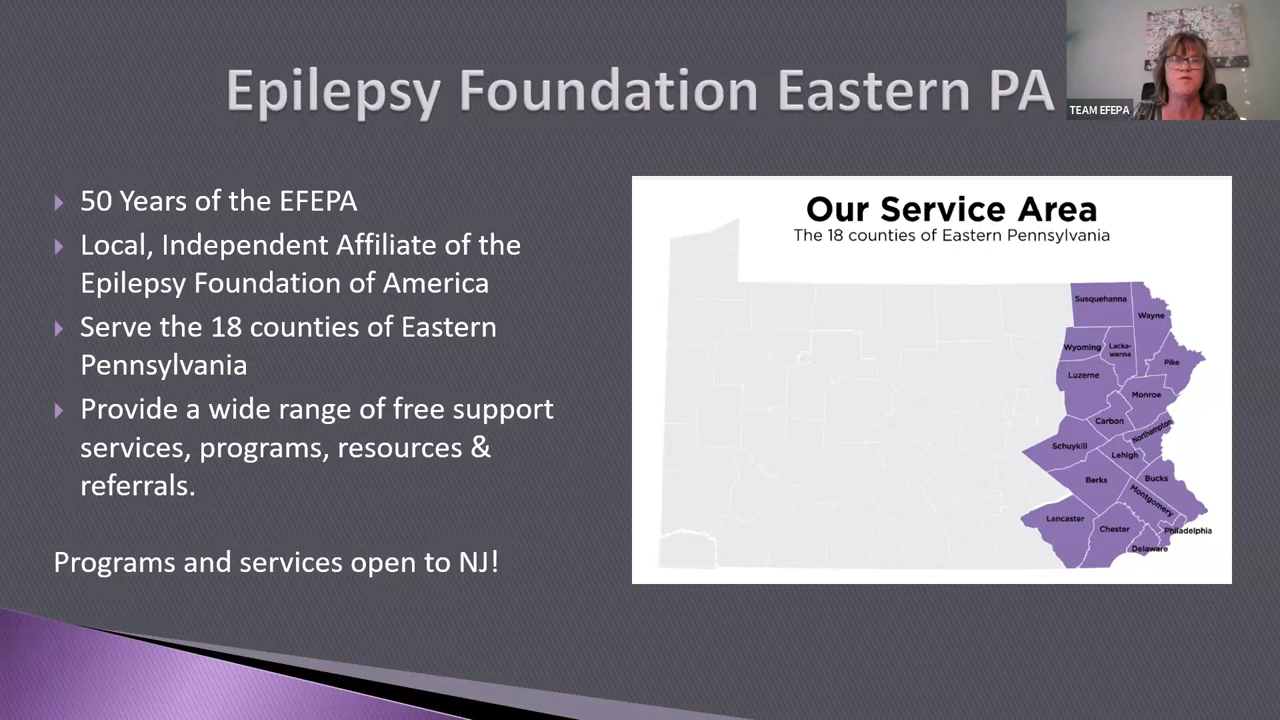 Epilepsy Foundation Eastern PA
TEAM EFEPA
50 Years of the EFEPA
Local, Independent Affiliate of the
Epilepsy Foundation of America
Serve the 18 counties of Eastern
Pennsylvania
Provide a wide range of free support
services, programs, resources &
referrals.
Programs and services open to NJ!
Our Service Area
The 18 counties of Eastern Pennsylvania
Susquehanna
Wayne
Wyoming
Lacka-
wanna
Pike
Luzerne
Monroe
Carbon
Northampton
Schuykill
Lehigh
Berks
Bucks
Montgomery
Lancaster
Chester
Philadelphia
Delaware